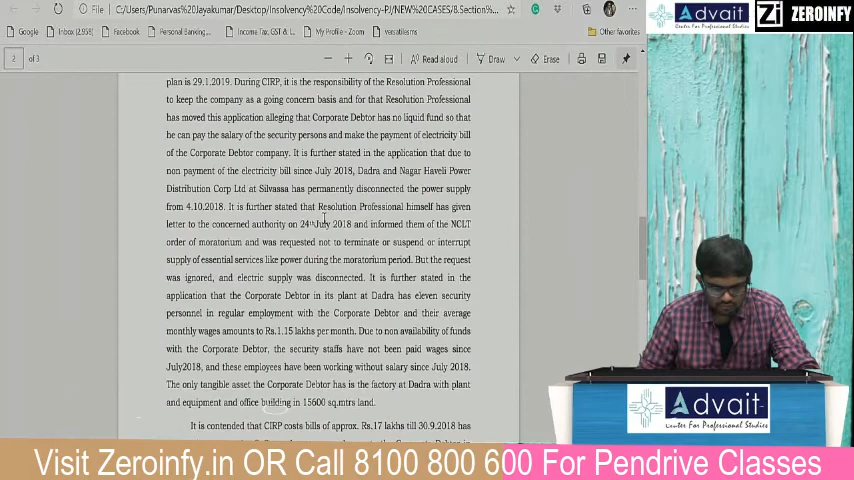 File C:/Users/Punarvas%20Jayakumar/Desktop/Insolvency%20Code/Insolvency-PJ/NEW%20CASES/8.Section%...
Google Inbox (2,958) Facebook Personal Banking... Income Tax, GST &... My Profile - Zoom versatilesms Other favorites
2 of 3 Read aloud Draw Erase
Advait
Center For Professional Studies
Zi ZEROINFY
plan is 29.1.2019. During CIRP, it is the responsibility of the Resolution Professional
to keep the company as a going concern basis and for that Resolution Professional
has moved this application alleging that Corporate Debtor has no liquid fund so that
he can pay the salary of the security persons and make the payment of electricity bill
of the Corporate Debtor company. It is further stated in the application that due to
non payment of the electricity bill since July 2018, Dadra and Nagar Haveli Power
Distribution Corp Ltd at Silvassa has permanently disconnected the power supply
from 4.10.2018. It is further stated that Resolution Professional himself has given
letter to the concerned authority on 24th July 2018 and informed them of the NCLT
order of moratorium and was requested not to terminate or suspend or interrupt
supply of essential services like power during the moratorium period. But the request
was ignored, and electric supply was disconnected. It is further stated in the
application that the Corporate Debtor in its plant at Dadra has eleven security
personnel in regular employment with the Corporate Debtor and their average
monthly wages amounts to Rs.1.15 lakhs per month. Due to non availability of funds
with the Corporate Debtor, the security staffs have not been paid wages since
July2018, and these employees have been working without salary since July 2018.
The only tangible asset the Corporate Debtor has is the factory at Dadra with plant
and equipment and office building in 15600 sq.mtrs land.
It is contended that CIRP costs bills of approx. Rs.17 lakhs till 30.9.2018 has
Advait
Center For Professional Studies
Visit Zeroinfy.in OR Call 8100 800 600 For Pendrive Classes